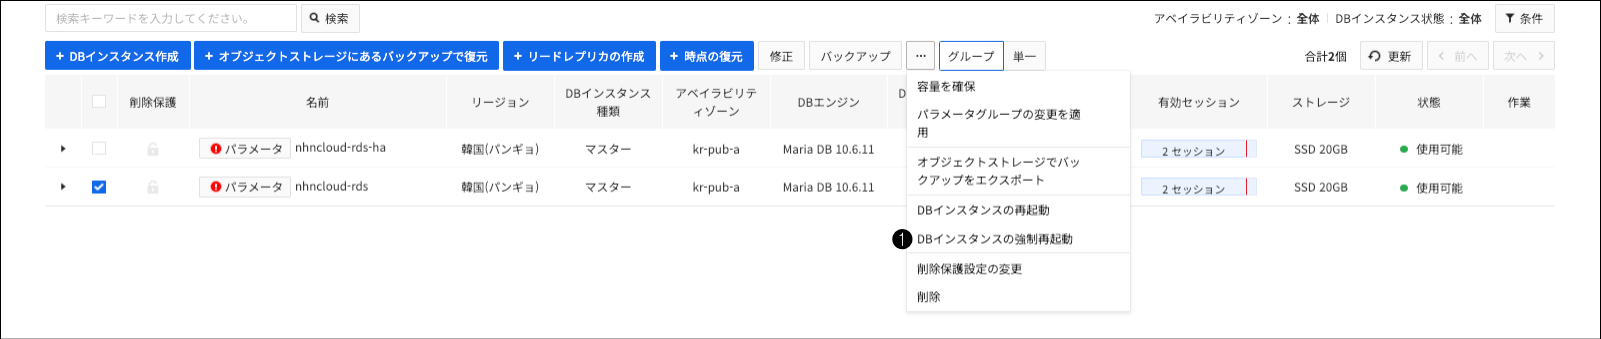 検索キーワードを入力してください。 検索 アベイラビリティゾーン : 全体 DBインスタンス状態 : 全体 条件
+ DBインスタンス作成 + オブジェクトストレージにあるバックアップで復元 + リードレプリカの作成 + 時点の復元 修正 バックアップ ... グループ 単一 合計2個 更新 < 前へ 次へ >
削除保護 名前 リージョン DBインスタンス種類 アベイラビリティゾーン DBエンジン D 有効セッション ストレージ 状態 作業
パラメータ nhncloud-rds-ha 韓国(パンギョ) マスター kr-pub-a Maria DB 10.6.11 2 セッション SSD 20GB 使用可能
パラメータ nhncloud-rds 韓国(パンギョ) マスター kr-pub-a Maria DB 10.6.11 2 セッション SSD 20GB 使用可能
容量を確保
パラメータグループの変更を適
用
オブジェクトストレージでバッ
クアップをエクスポート
DBインスタンスの再起動
1 DBインスタンスの強制再起動
削除保護設定の変更
削除